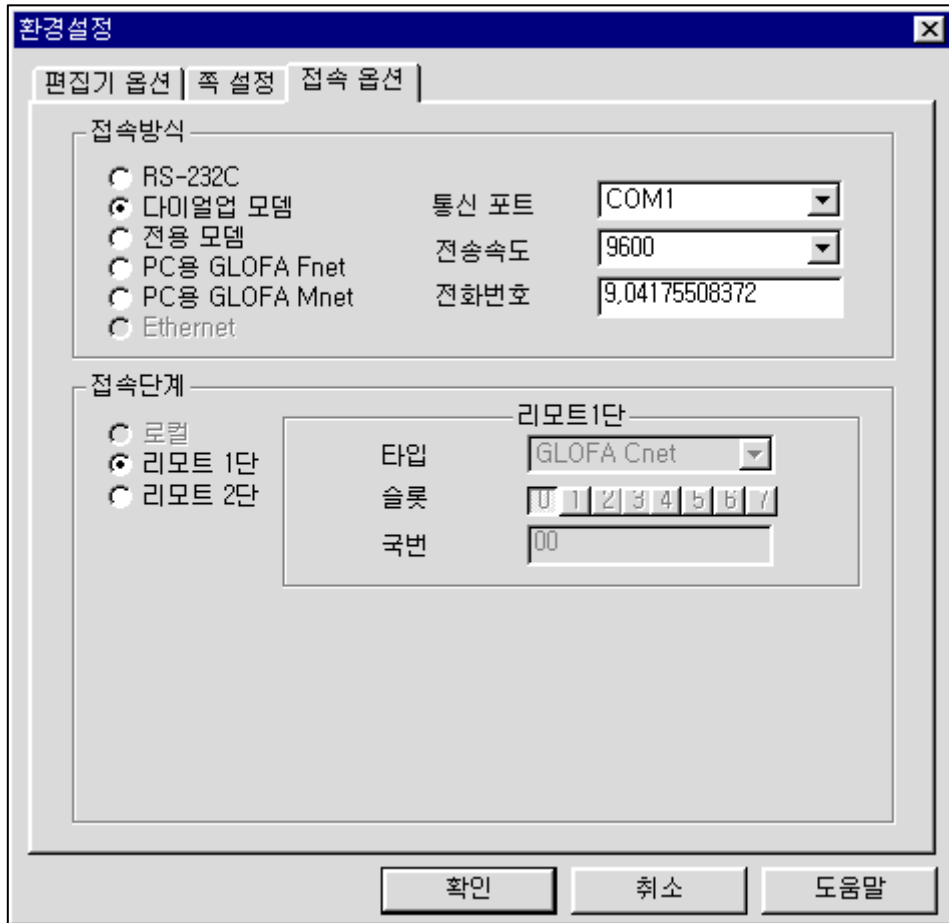 환경설정
편집기 옵션 쪽 설정 접속 옵션
접속방식
RS-232C
다이얼업 모뎀
전용 모뎀
PC용 GLOFA Fnet
PC용 GLOFA Mnet
Ethernet
통신 포트 COM1
전송속도 9600
전화번호 9,04175508372
접속단계
로컬
리모트 1단
리모트 2단
리모트1단
타입 GLOFA Cnet
슬롯 0 1 2 3 4 5 6 7
국번 00
확인 취소 도움말